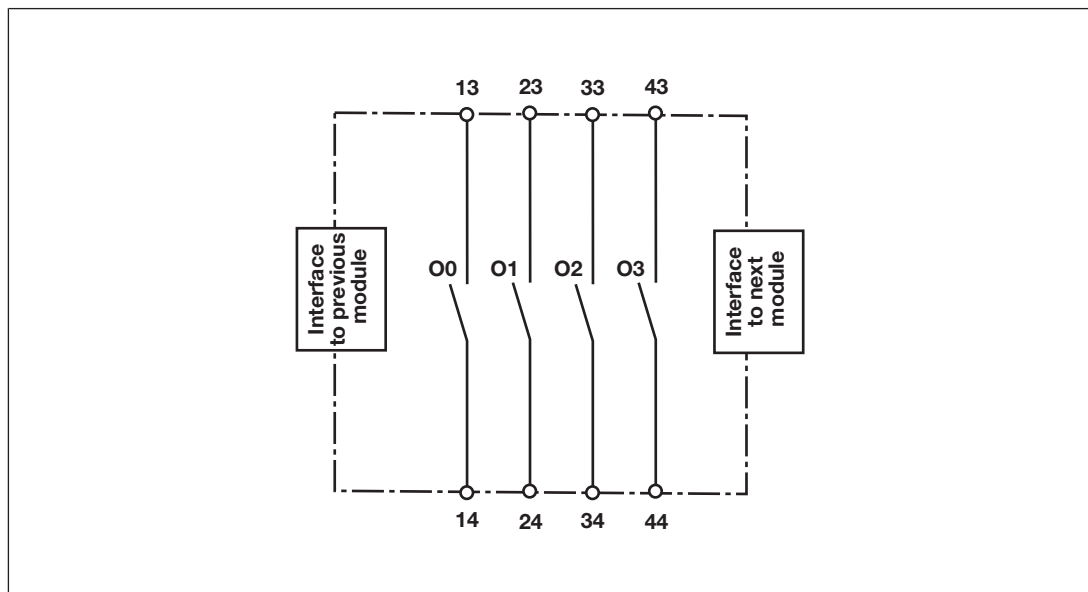 13 23 33 43
Interface
to previous
module
O0 O1 O2 O3
Interface
to next
module
14 24 34 44